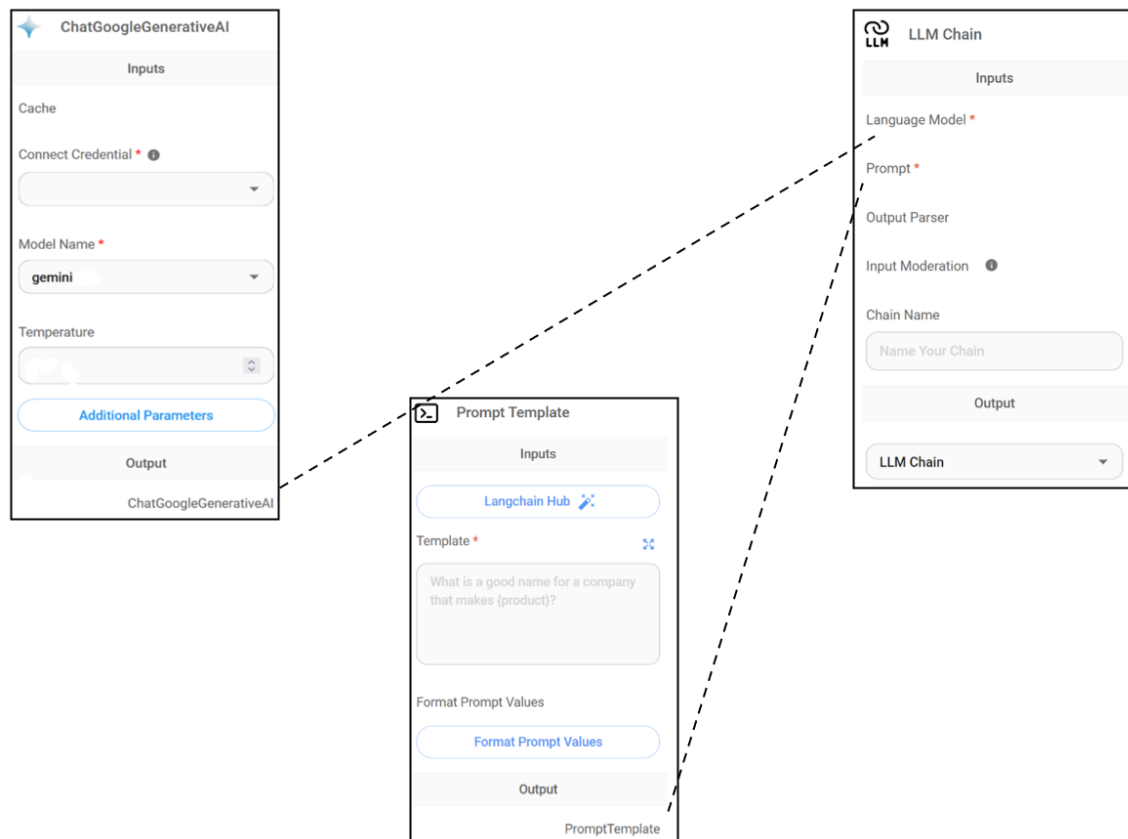 ChatGoogleGenerativeAI
Inputs
Cache
Connect Credential *
Model Name *
gemini
Temperature
Additional Parameters
Output
ChatGoogleGenerativeAI
Prompt Template
Inputs
Langchain Hub
Template *
What is a good name for a company
that makes {product}?
Format Prompt Values
Format Prompt Values
Output
PromptTemplate
LLM
LLM Chain
Inputs
Language Model *
Prompt *
Output Parser
Input Moderation
Chain Name
Name Your Chain
Output
LLM Chain